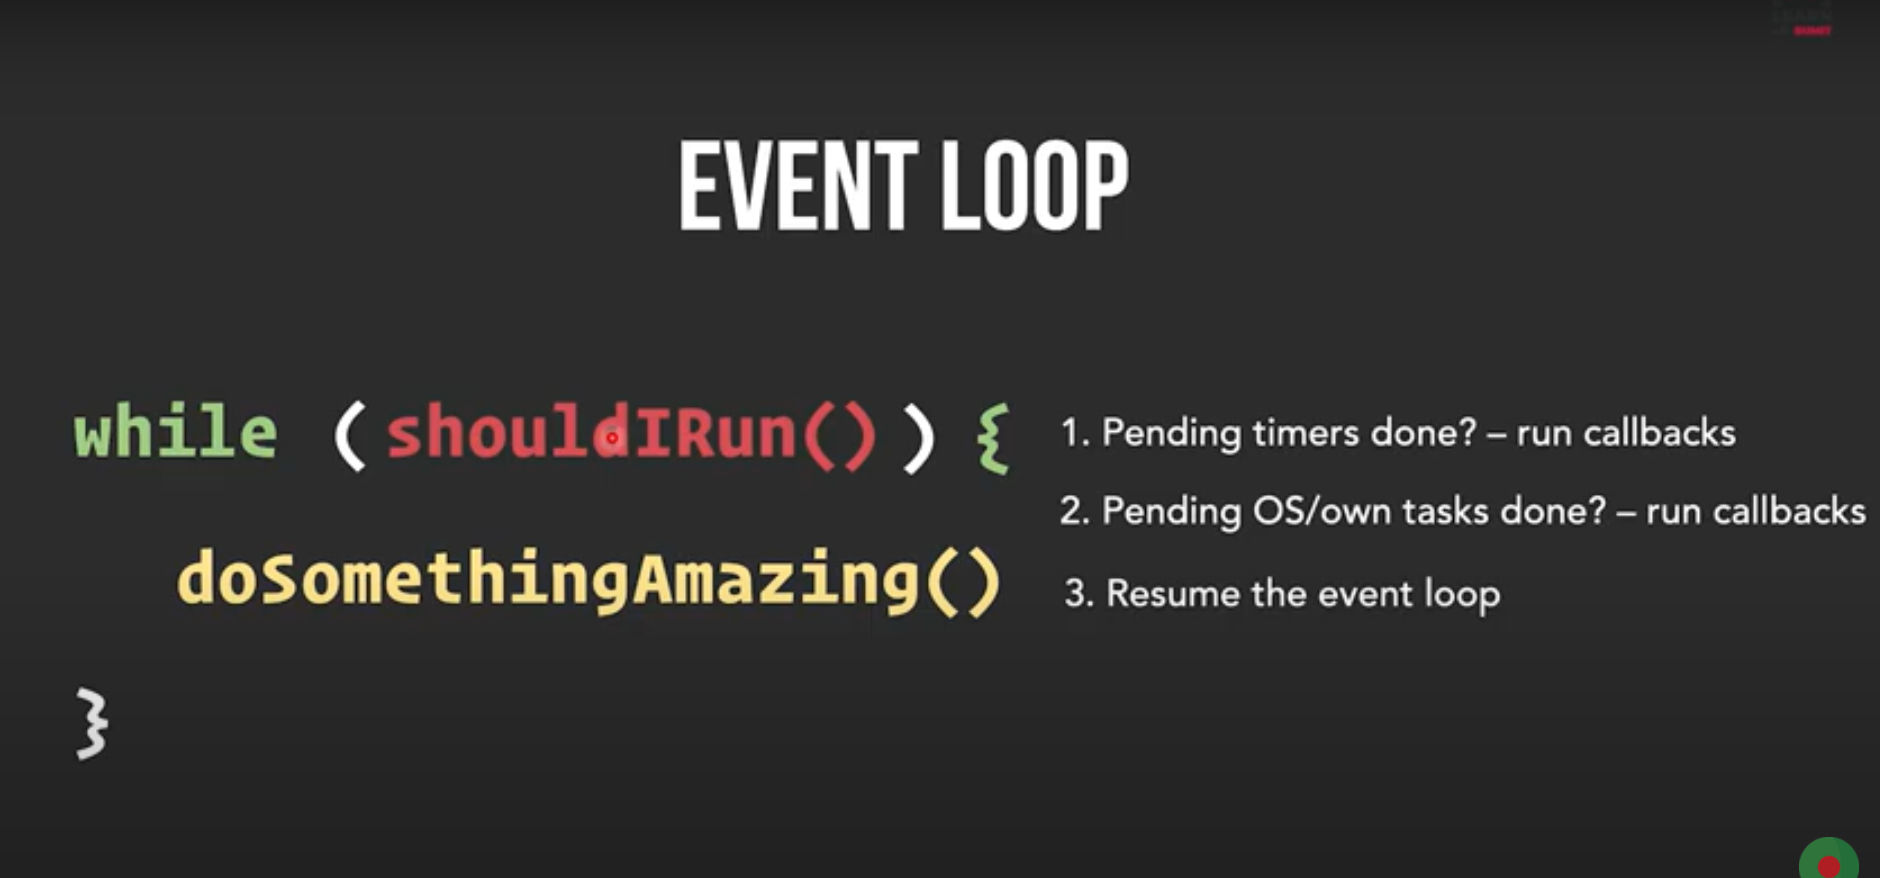 SUMIT
EVENT LOOP
while (shouldIRun()) {
1. Pending timers done? – run callbacks
2. Pending OS/own tasks done? – run callbacks
doSomethingAmazing()
3. Resume the event loop
}